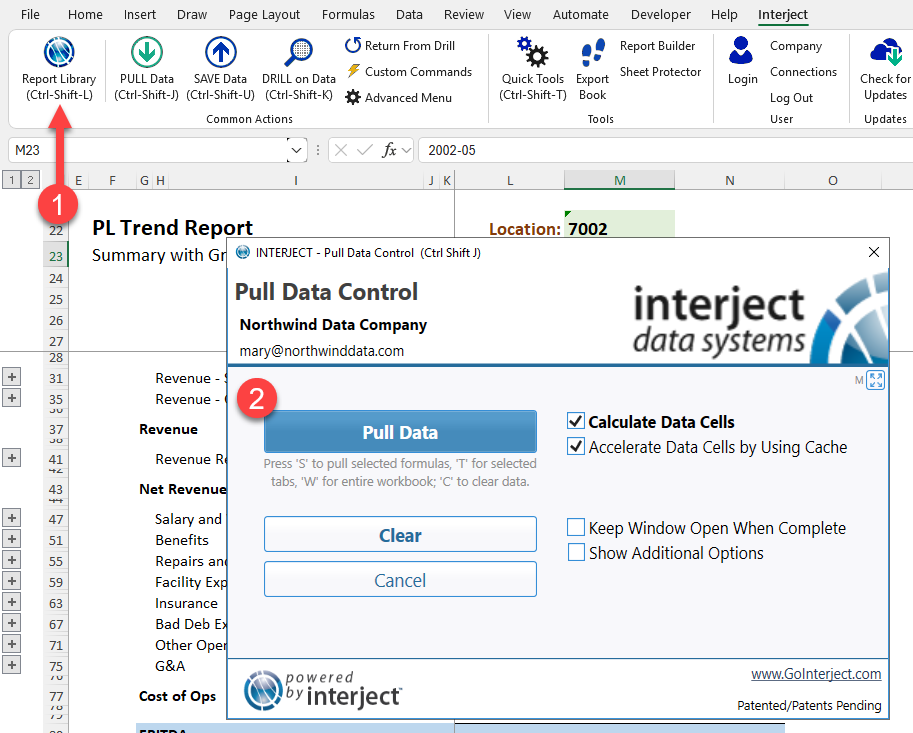 File Home Insert Draw Page Layout Formulas Data Review View Automate Developer Help Interject
Report Library (Ctrl-Shift-L)
PULL Data (Ctrl-Shift-J)
SAVE Data (Ctrl-Shift-U)
DRILL on Data (Ctrl-Shift-K)
Return From Drill
Custom Commands
Advanced Menu
Common Actions
Quick Tools (Ctrl-Shift-T)
Export Book
Report Builder
Sheet Protector
Tools
Login
Company
Connections
Log Out
User
Check for Updates
Updates
M23 fx 2002-05
1 2 E F G H I J K L M N O
1
22 PL Trend Report Location: 7002
23 Summary with Gr
24
25
26
27
28
31 Revenue -
35 Revenue -
37 Revenue
41 Revenue Re
43 Net Revenue
47 Salary and
51 Benefits
55 Repairs an
59 Facility Exp
63 Insurance
67 Bad Deb Ex
71 Other Oper
75 G&A
77 Cost of Ops
EBITDA
INTERJECT - Pull Data Control (Ctrl Shift J)
Pull Data Control
Northwind Data Company
mary@northwinddata.com
interject
data systems
M
2
Pull Data
Press 'S' to pull selected formulas, 'T' for selected
tabs, 'W' for entire workbook; 'C' to clear data.
Clear
Cancel
Calculate Data Cells
Accelerate Data Cells by Using Cache
Keep Window Open When Complete
Show Additional Options
powered
by interject™
www.GoInterject.com
Patented/Patents Pending